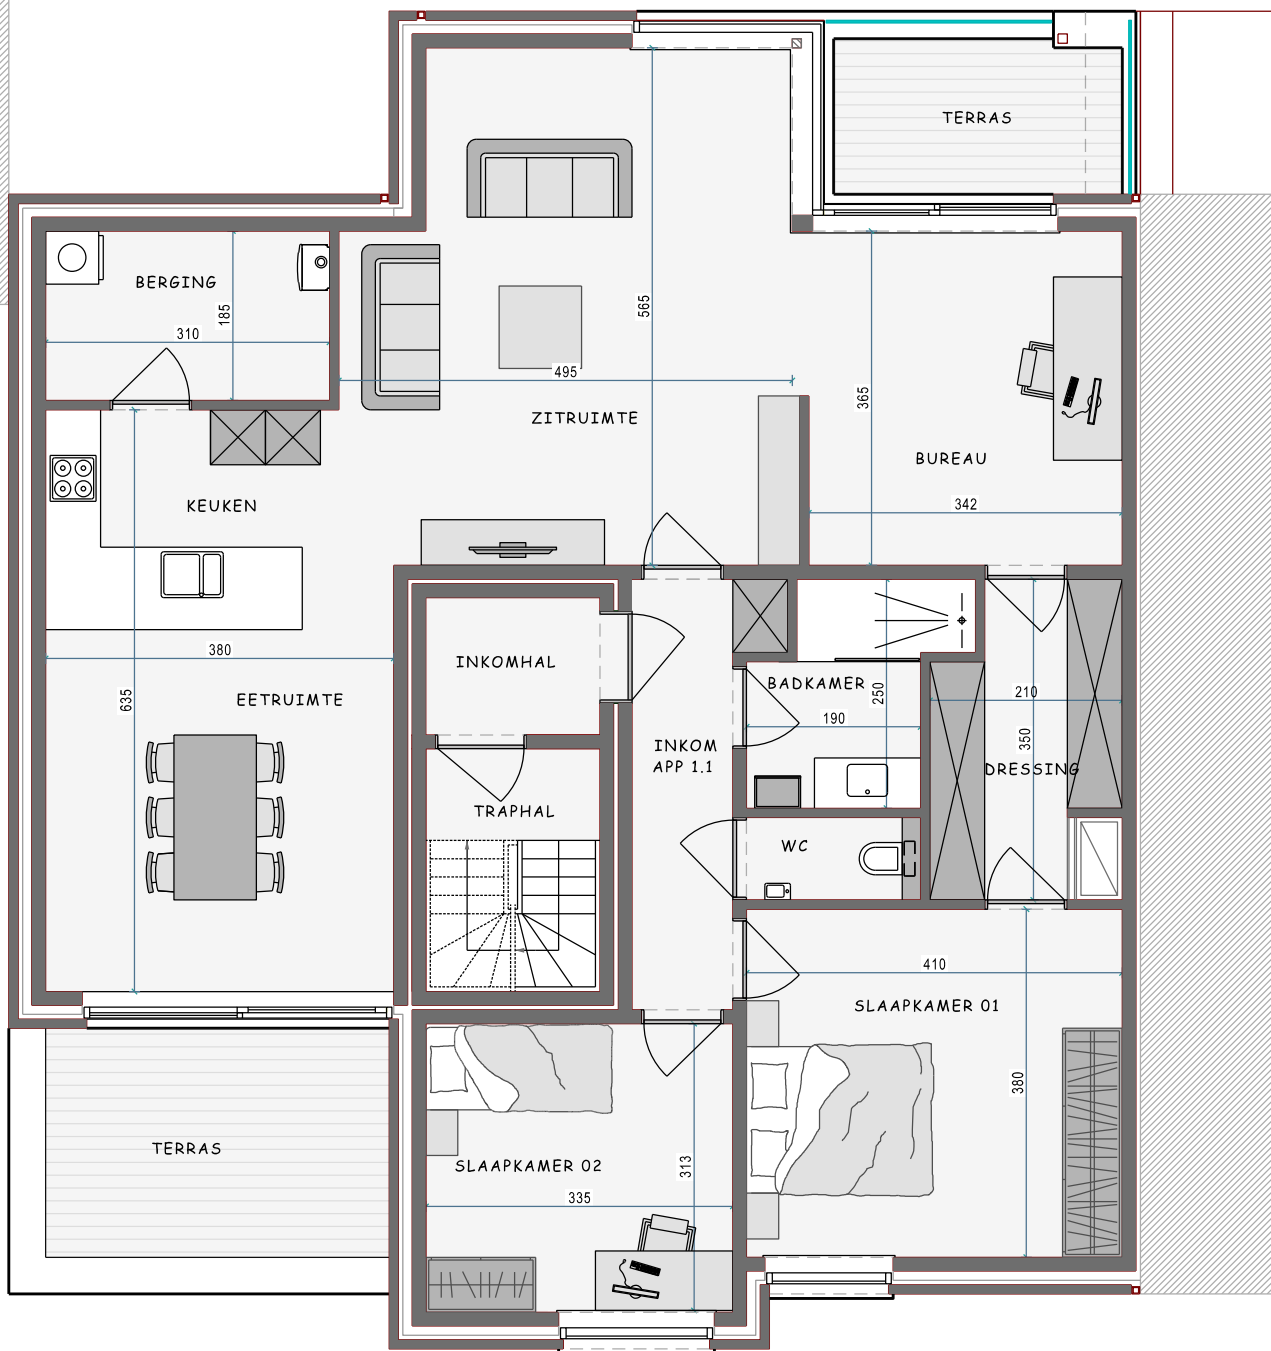 TERRAS
BERGING
185
310
565
495
ZITRUIMTE
365
BUREAU
342
KEUKEN
380
635
EETRUIMTE
INKOMHAL
BADKAMER
250
190
210
350
DRESSING
INKOM
APP 1.1
TRAPHAL
WC
410
SLAAPKAMER 01
380
TERRAS
SLAAPKAMER 02
313
335